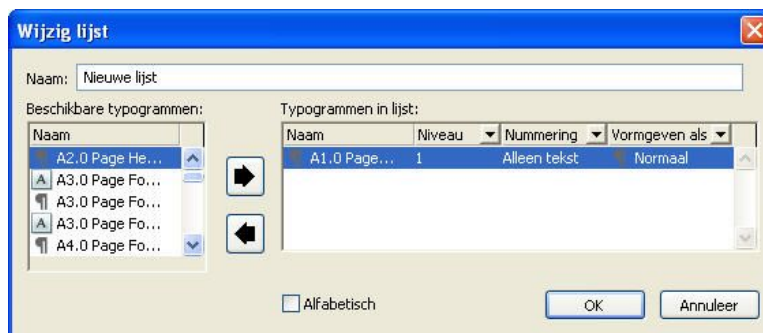 Wijzig lijst
Naam: Nieuwe lijst
Beschikbare typogrammen:
Naam
A2.0 Page He...
A A3.0 Page Fo...
A3.0 Page Fo...
A A3.0 Page Fo...
A4.0 Page Fo...
Typogrammen in lijst:
Naam Niveau Nummering Vormgeven als
A1.0 Page... 1 Alleen tekst Normaal
Alfabetisch
OK Annuleer